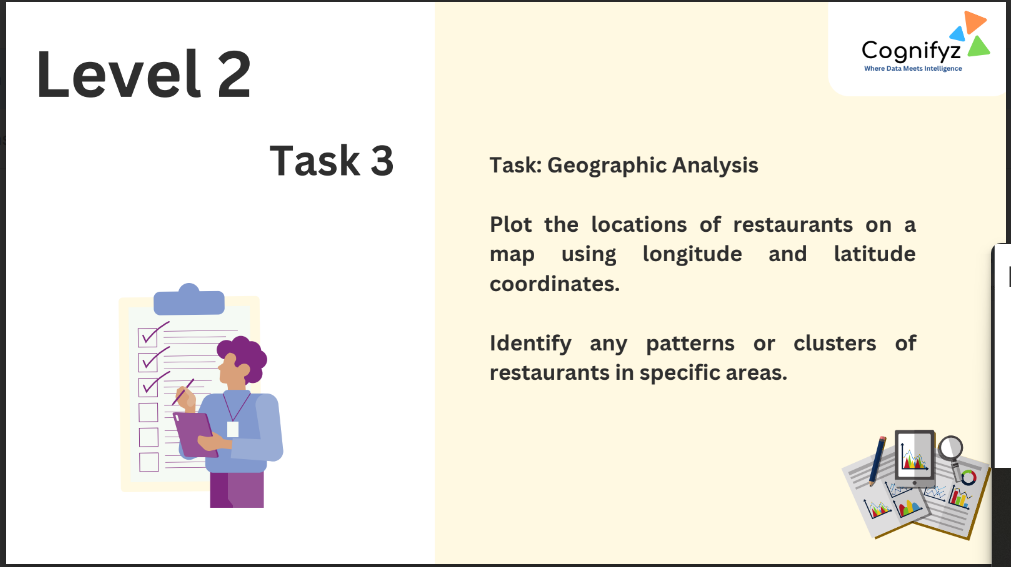 Level 2
Task 3
Cognifyz
Where Data Meets Intelligence
Task: Geographic Analysis
Plot the locations of restaurants on a
map using longitude and latitude
coordinates.
Identify any patterns or clusters of
restaurants in specific areas.